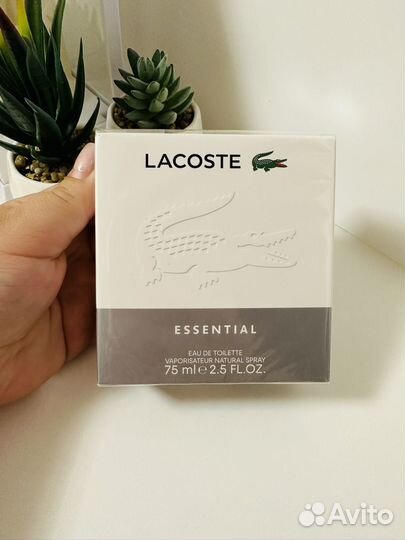 LACOSTE
ESSENTIAL
EAU DE TOILETTE
VAPORISATEUR NATURAL SPRAY
75 ml e 2.5 FL.OZ.
Avito